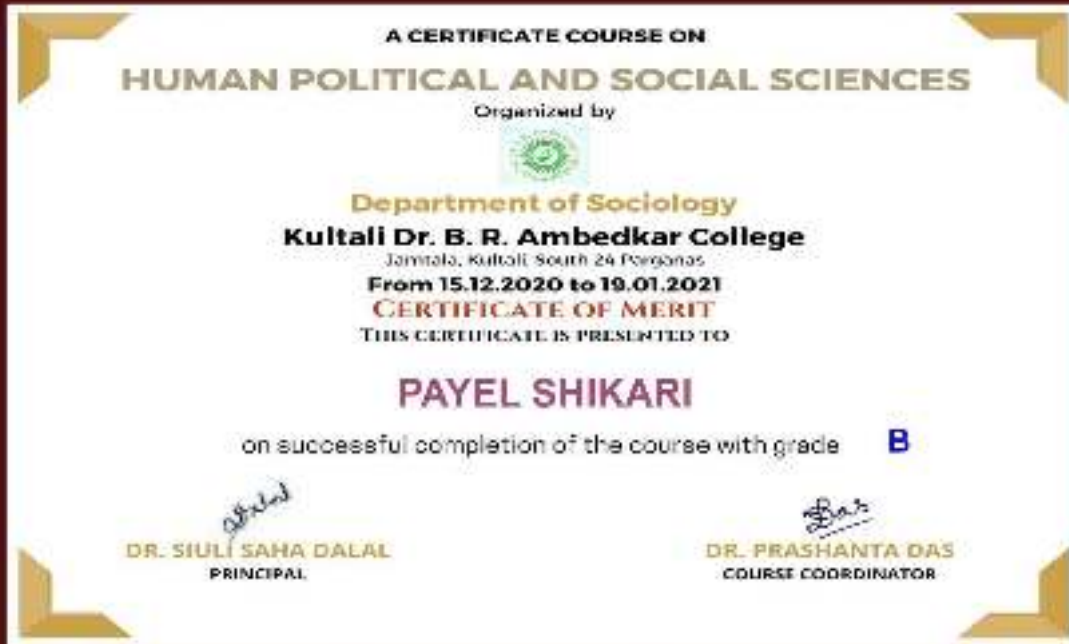 A CERTIFICATE COURSE ON
HUMAN POLITICAL AND SOCIAL SCIENCES
Organized by
Department of Sociology
Kultali Dr. B. R. Ambedkar College
Jamtala, Kultali, South 24 Parganas
From 15.12.2020 to 19.01.2021
CERTIFICATE OF MERIT
THIS CERTIFICATE IS PRESENTED TO
PAYEL SHIKARI
on successful completion of the course with grade B
Dalal Das
DR. SIULI SAHA DALAL DR. PRASHANTA DAS
PRINCIPAL COURSE COORDINATOR